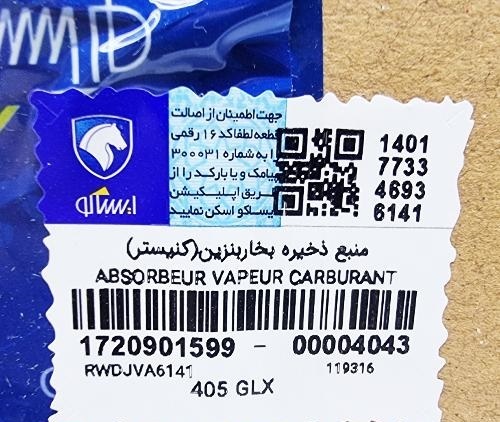 جهت اطمینان از اصالت
قطعه لطفا کد ۱۶ رقمی
را به شماره ۳۰۰۰۳۱
پیامک و یا بارکد را از
طریق اپلیکیشن
ایساکو اسکن نمایید
1401
7733
4693
6141
ایساکو
منبع ذخیره بخاربنزین(کنیستر)
ABSORBEUR VAPEUR CARBURANT
1720901599 - 00004043
RWDJVA6141 119316
405 GLX